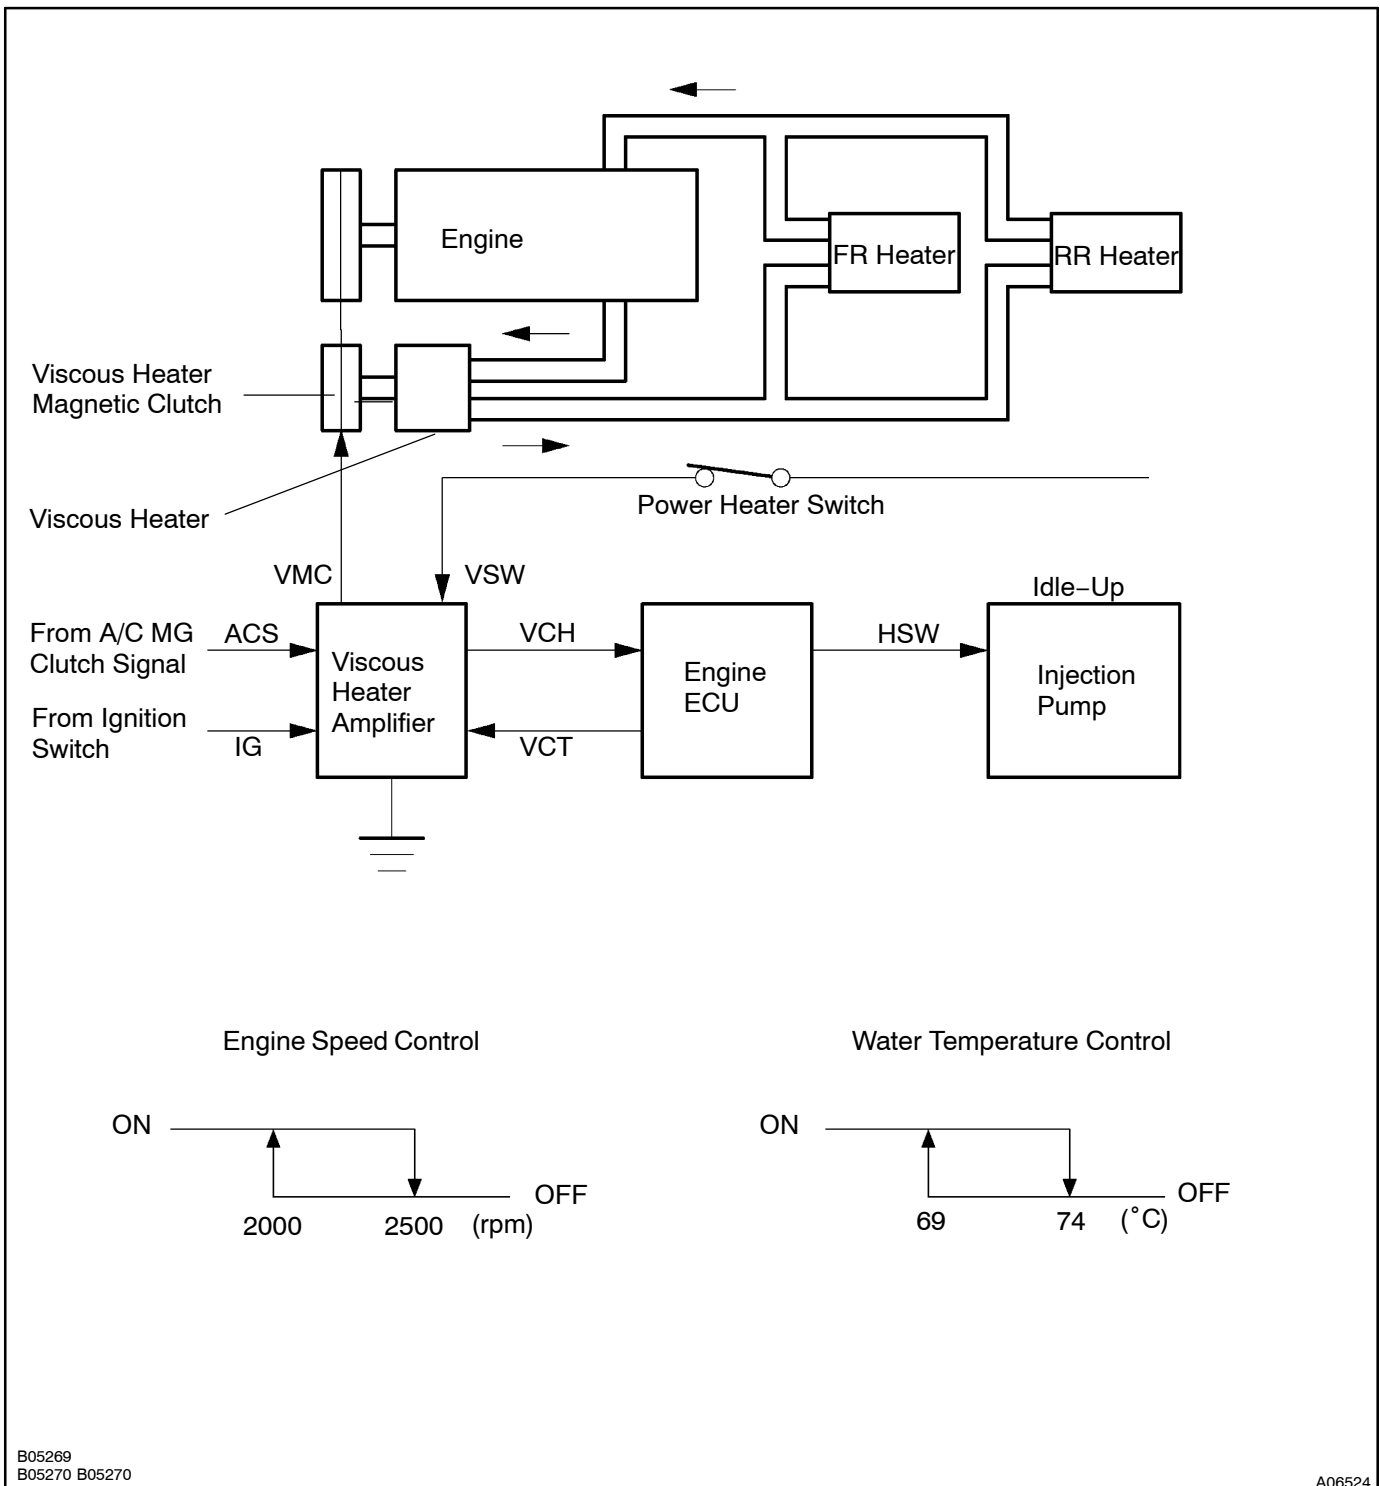 Engine
FR Heater
RR Heater
Viscous Heater
Magnetic Clutch
Power Heater Switch
Viscous Heater
VMC
VSW
Idle−Up
From A/C MG
Clutch Signal
ACS
VCH
HSW
Viscous
Heater
Amplifier
Engine
ECU
Injection
Pump
From Ignition
Switch
IG
VCT
Engine Speed Control
Water Temperature Control
ON
OFF
2000
2500
(rpm)
ON
OFF
69
74
(˚C)
B05269
B05270 B05270
A06524